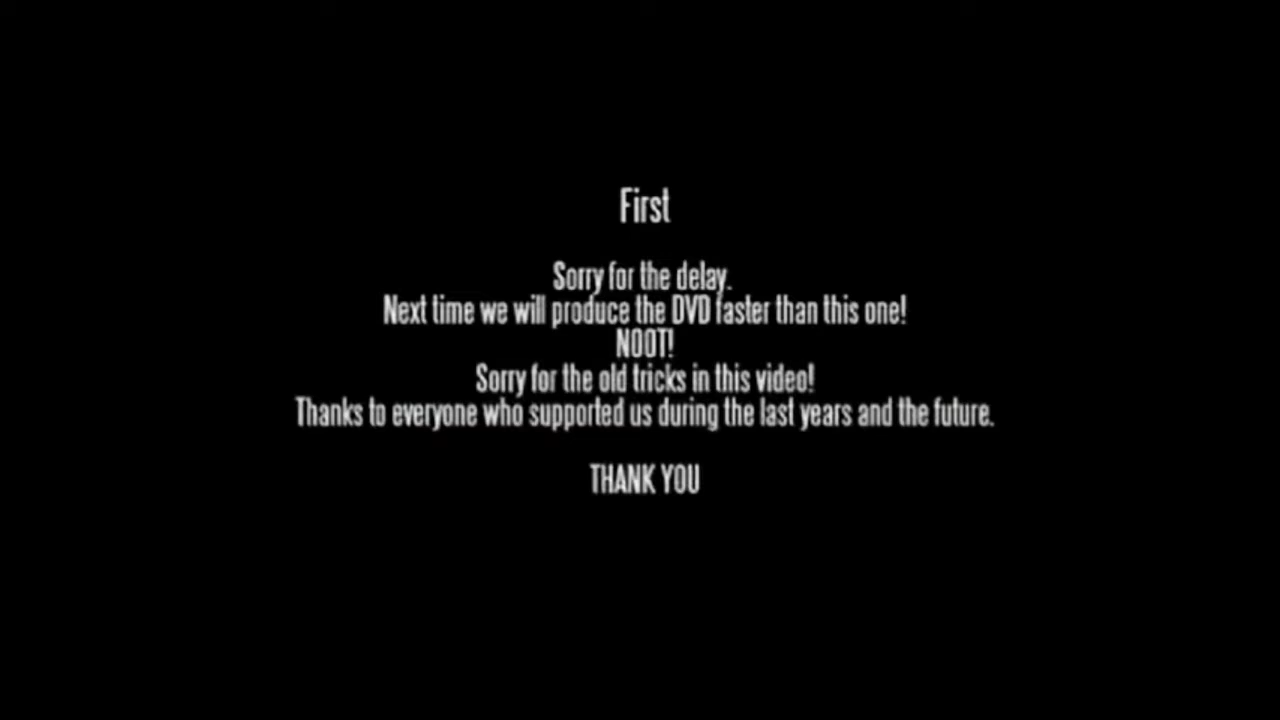 First
Sorry for the delay.
Next time we will produce the DVD faster than this one!
NOOT!
Sorry for the old tricks in this video!
Thanks to everyone who supported us during the last years and the future.
THANK YOU